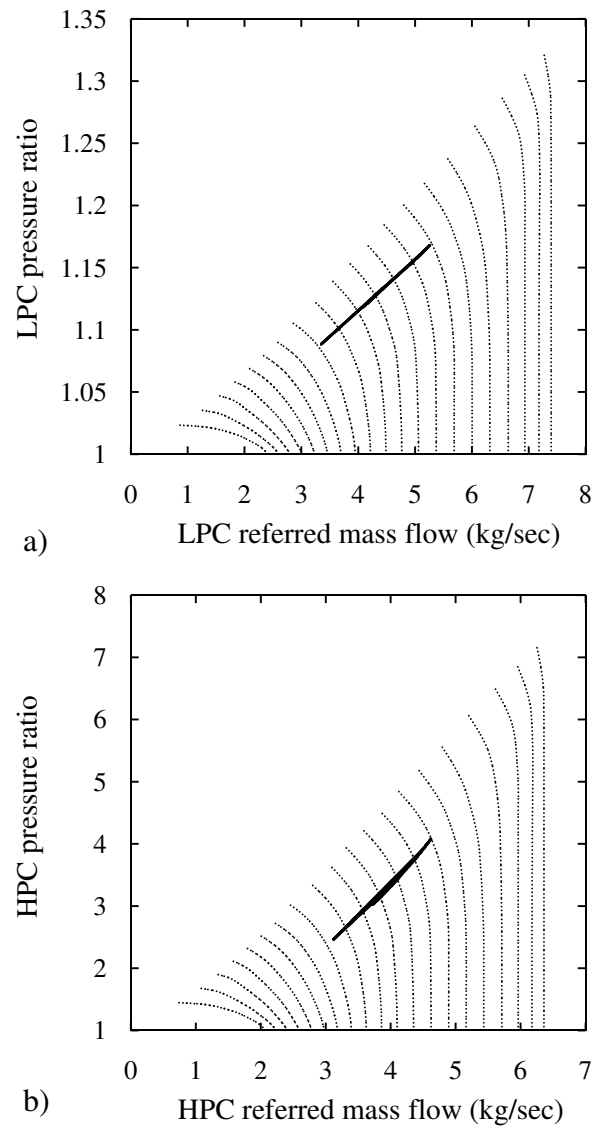 1.35
1.3
1.25
1.2
1.15
1.1
1.05
1
LPC pressure ratio
0 1 2 3 4 5 6 7 8
LPC referred mass flow (kg/sec)
a)
8
7
6
5
4
3
2
1
HPC pressure ratio
0 1 2 3 4 5 6 7
HPC referred mass flow (kg/sec)
b)